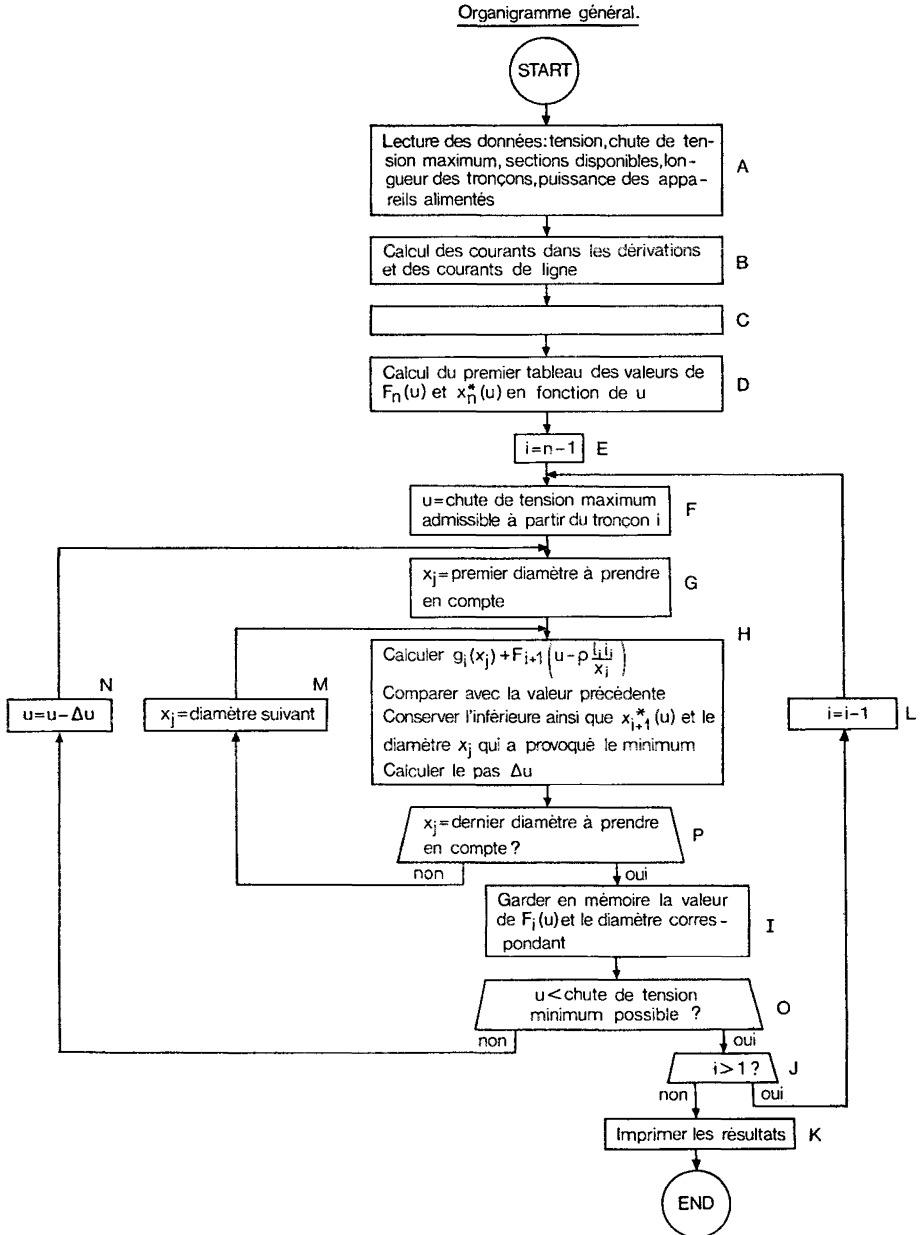 Organigramme général.
START
Lecture des données: tension, chute de ten-
sion maximum, sections disponibles, lon-
gueur des tronçons, puissance des appa-
reils alimentés
A
Calcul des courants dans les dérivations
et des courants de ligne
B
C
Calcul du premier tableau des valeurs de
Fn(u) et xn*(u) en fonction de u
D
i=n-1
E
u=chute de tension maximum
admissible à partir du tronçon i
F
xj=premier diamètre à prendre
en compte
G
H
Calculer gi(xj)+Fi+1(u-ρ li ii / xj)
Comparer avec la valeur précédente
Conserver l'inférieure ainsi que x*i+1(u) et le
diamètre xj qui a provoqué le minimum
Calculer le pas Δu
N
u=u-Δu
M
xj=diamètre suivant
i=i-1
L
xj=dernier diamètre à prendre
en compte ?
P
non
oui
Garder en mémoire la valeur
de Fi(u) et le diamètre corres-
pondant
I
u<chute de tension
minimum possible ?
O
non
oui
i>1 ?
J
non
oui
Imprimer les résultats
K
END